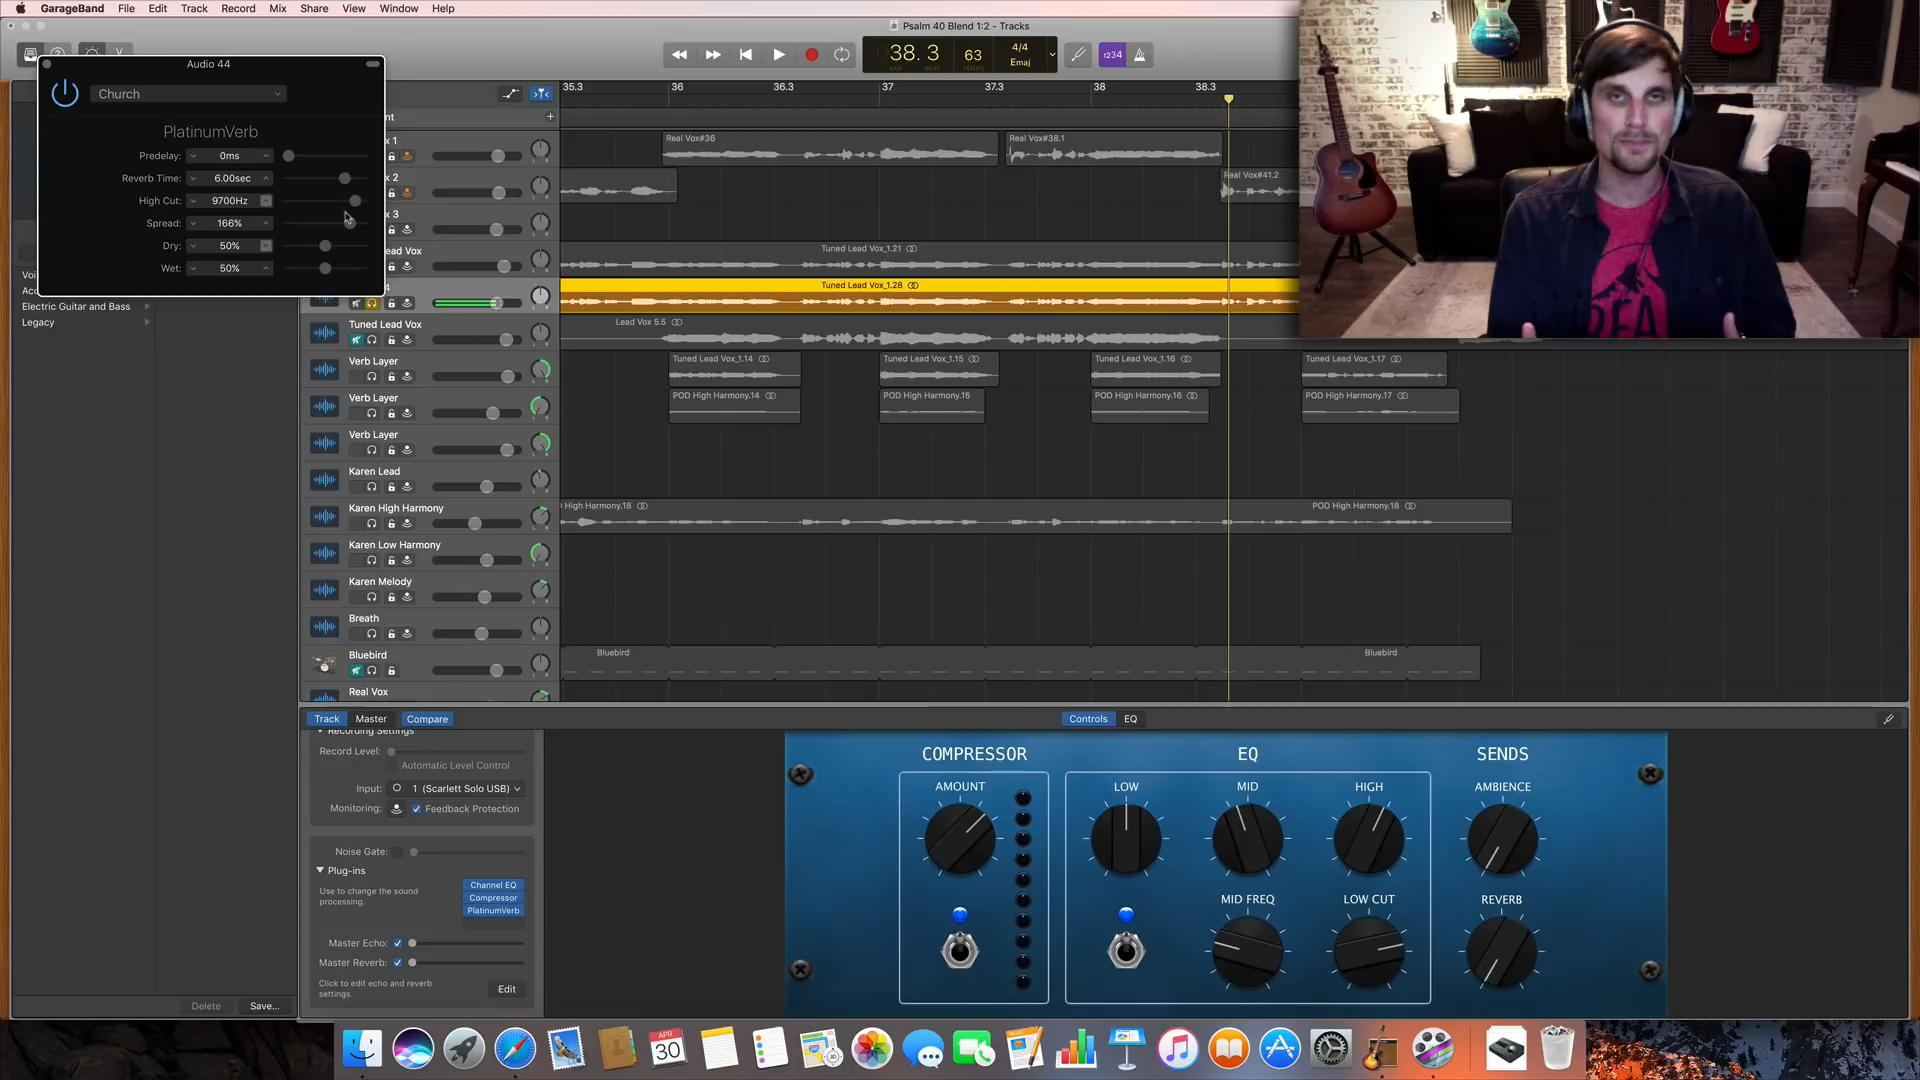 GarageBand File Edit Track Record Mix Share View Window Help
Psalm 40 Blend 1:2 - Tracks
38.3
63
4/4
Emaj
1234
Audio 44
Church
PlatinumVerb
Predelay: 0ms
Reverb Time: 6.00sec
High Cut: 9700Hz
Spread: 166%
Dry: 50%
Wet: 50%
Electric Guitar and Bass
Legacy
35.3 36 36.3 37 37.3 38 38.3
Real Vox#36
Real Vox#38.1
Real Vox#41.2
Tuned Lead Vox_1.21
Tuned Lead Vox_1.28
Tuned Lead Vox
Lead Vox 5.5
Verb Layer
Tuned Lead Vox_1.14
Tuned Lead Vox_1.15
Tuned Lead Vox_1.16
Tuned Lead Vox_1.17
Verb Layer
POD High Harmony.14
POD High Harmony.15
POD High Harmony.16
POD High Harmony.17
Verb Layer
Karen Lead
Karen High Harmony
High Harmony.18
POD High Harmony.18
Karen Low Harmony
Karen Melody
Breath
Bluebird
Bluebird
Bluebird
Real Vox
Track Master Compare
Controls EQ
Recording Settings
Record Level:
Automatic Level Control
Input: 1 (Scarlett Solo USB)
Monitoring: Feedback Protection
Noise Gate:
Plug-ins
Use to change the sound
processing.
Channel EQ
Compressor
PlatinumVerb
Master Echo:
Master Reverb:
Click to edit echo and reverb
settings.
Edit
Delete Save...
COMPRESSOR
AMOUNT
EQ
LOW MID HIGH
MID FREQ LOW CUT
SENDS
AMBIENCE
REVERB
APR
30